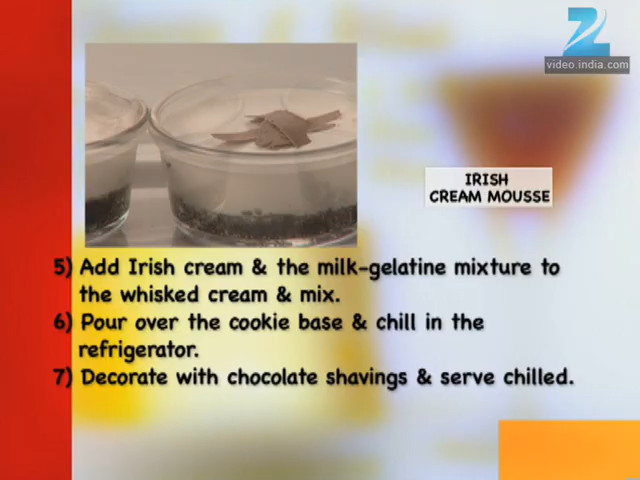 video.india.com
IRISH
CREAM MOUSSE
5) Add Irish cream & the milk-gelatine mixture to
the whisked cream & mix.
6) Pour over the cookie base & chill in the
refrigerator.
7) Decorate with chocolate shavings & serve chilled.